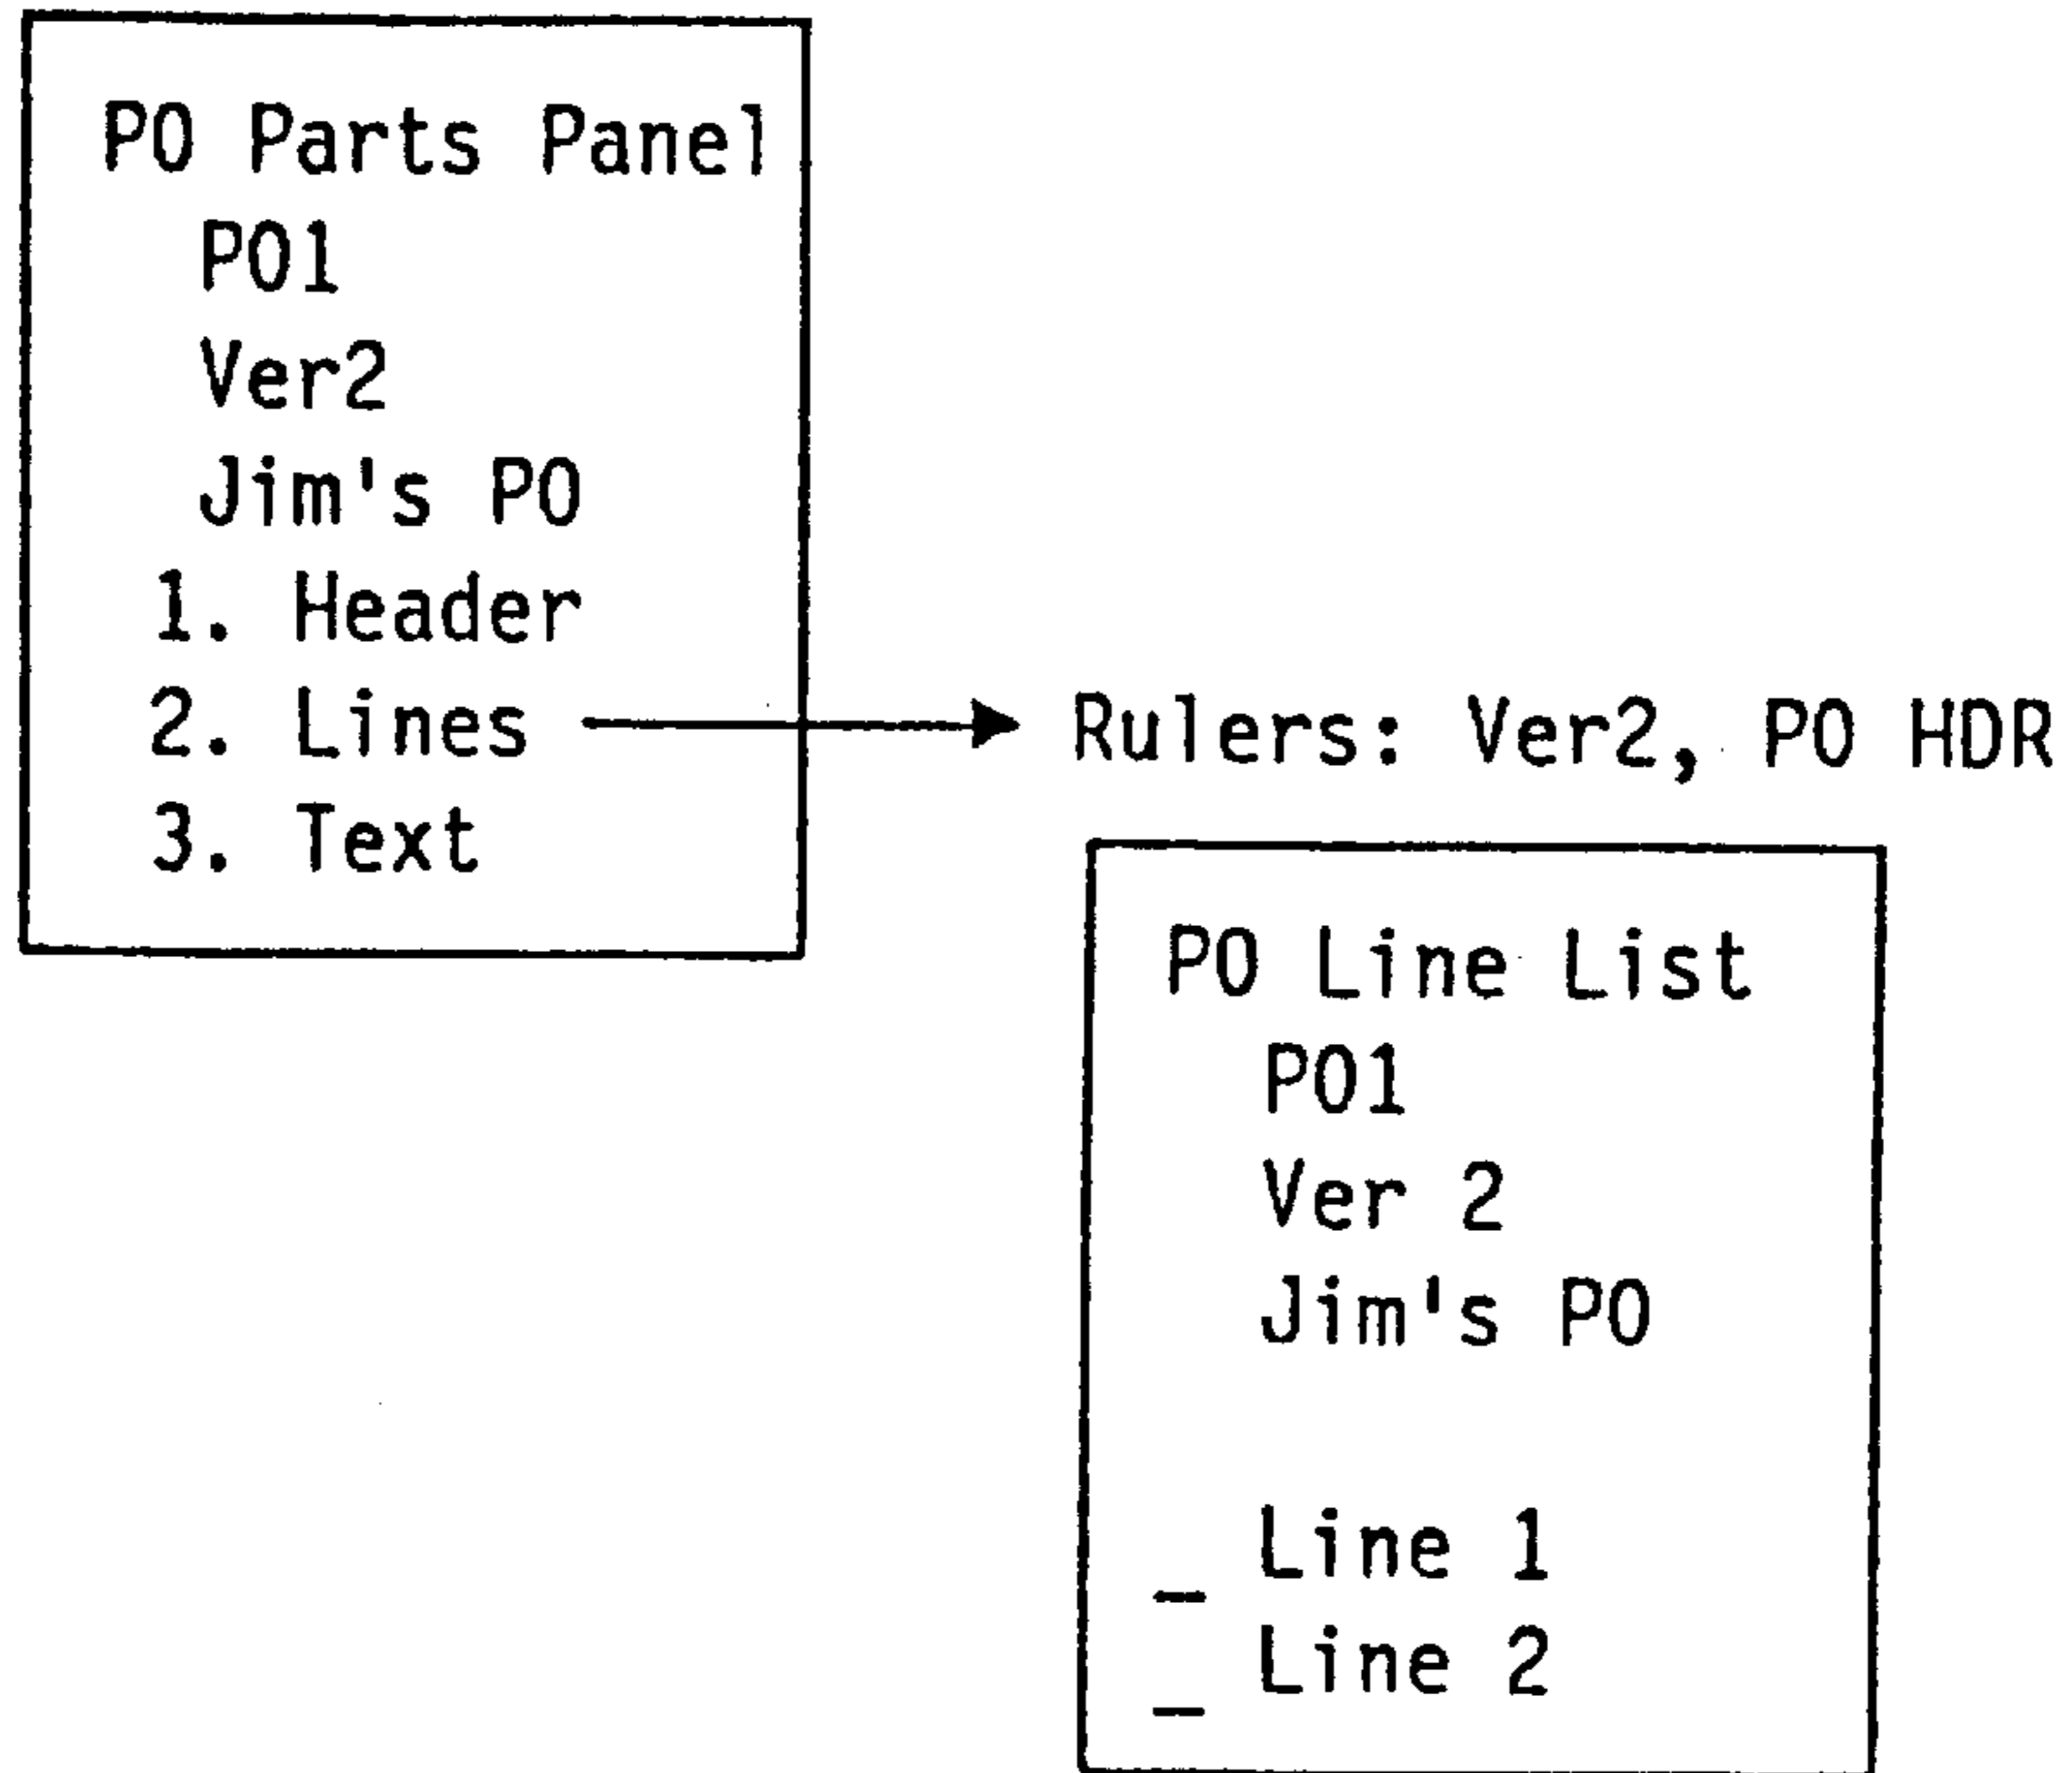 PO Parts Panel
PO1
Ver2
Jim's PO
1. Header
2. Lines
3. Text
Rulers: Ver2, PO HDR
PO Line List
PO1
Ver 2
Jim's PO
_ Line 1
_ Line 2